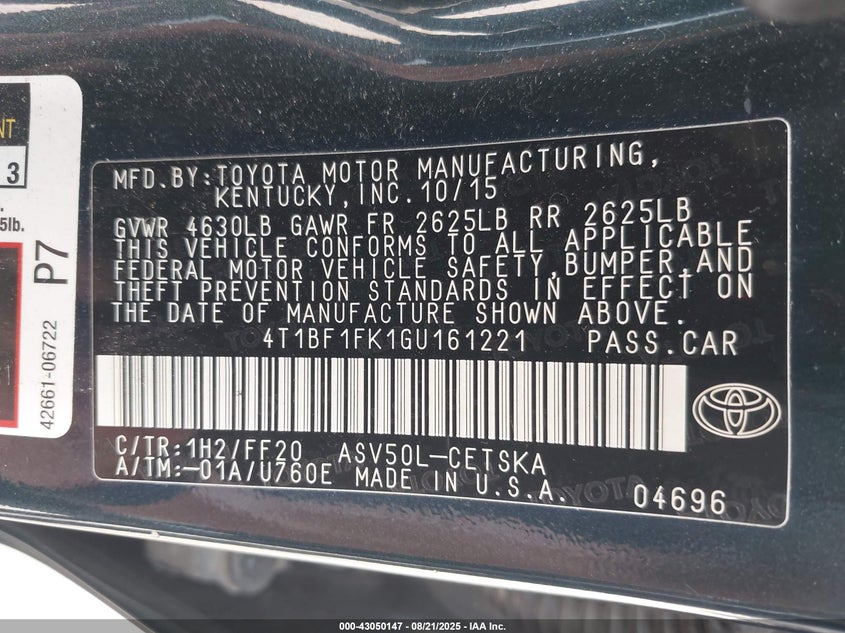 NT
3
.
5lb.
P7
42661-06722
MFD.BY:TOYOTA MOTOR MANUFACTURING,
KENTUCKY,INC.10/15
GVWR 4630LB GAWR FR 2625LB RR 2625LB
THIS VEHICLE CONFORMS TO ALL APPLICABLE
FEDERAL MOTOR VEHICLE SAFETY,BUMPER,AND
THEFT PREVENTION STANDARDS IN EFFECT ON
THE DATE OF MANUFACTURE SHOWN ABOVE.
4T1BF1FK1GU161221 PASS.CAR
C/TR:1H2/FF20 ASV50L-CETSKA
A/TM:-01A/U760E MADE IN U.S.A.
04696
000-43050147 - 08/21/2025 - IAA Inc.